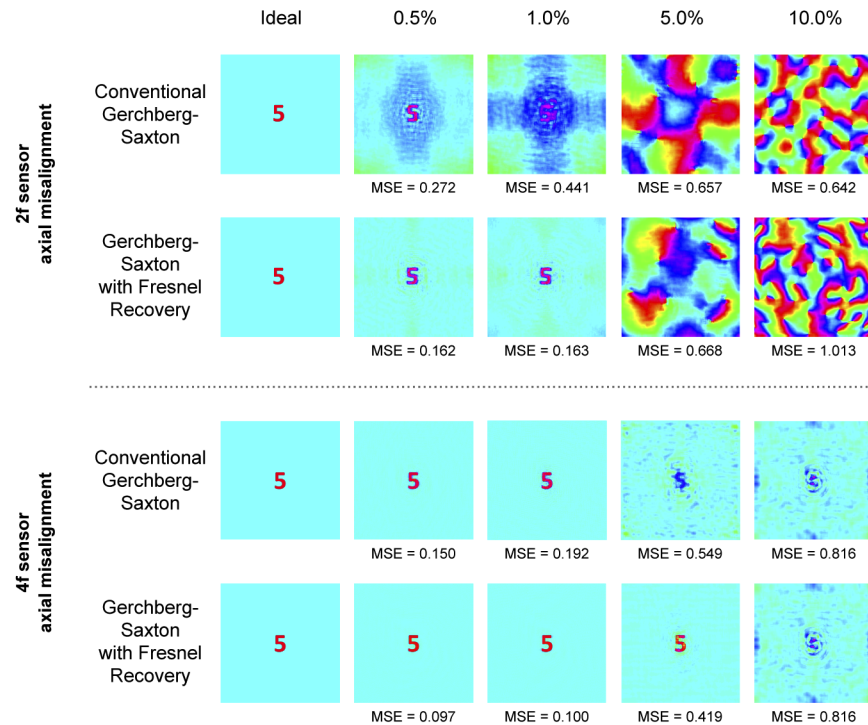 Ideal 0.5% 1.0% 5.0% 10.0%
2f sensor
axial misalignment
Conventional
Gerchberg-
Saxton
5 5 5
MSE = 0.272 MSE = 0.441 MSE = 0.657 MSE = 0.642
Gerchberg-
Saxton
with Fresnel
Recovery
5 5 5
MSE = 0.162 MSE = 0.163 MSE = 0.668 MSE = 1.013
4f sensor
axial misalignment
Conventional
Gerchberg-
Saxton
5 5 5 5
MSE = 0.150 MSE = 0.192 MSE = 0.549 MSE = 0.816
Gerchberg-
Saxton
with Fresnel
Recovery
5 5 5 5
MSE = 0.097 MSE = 0.100 MSE = 0.419 MSE = 0.816